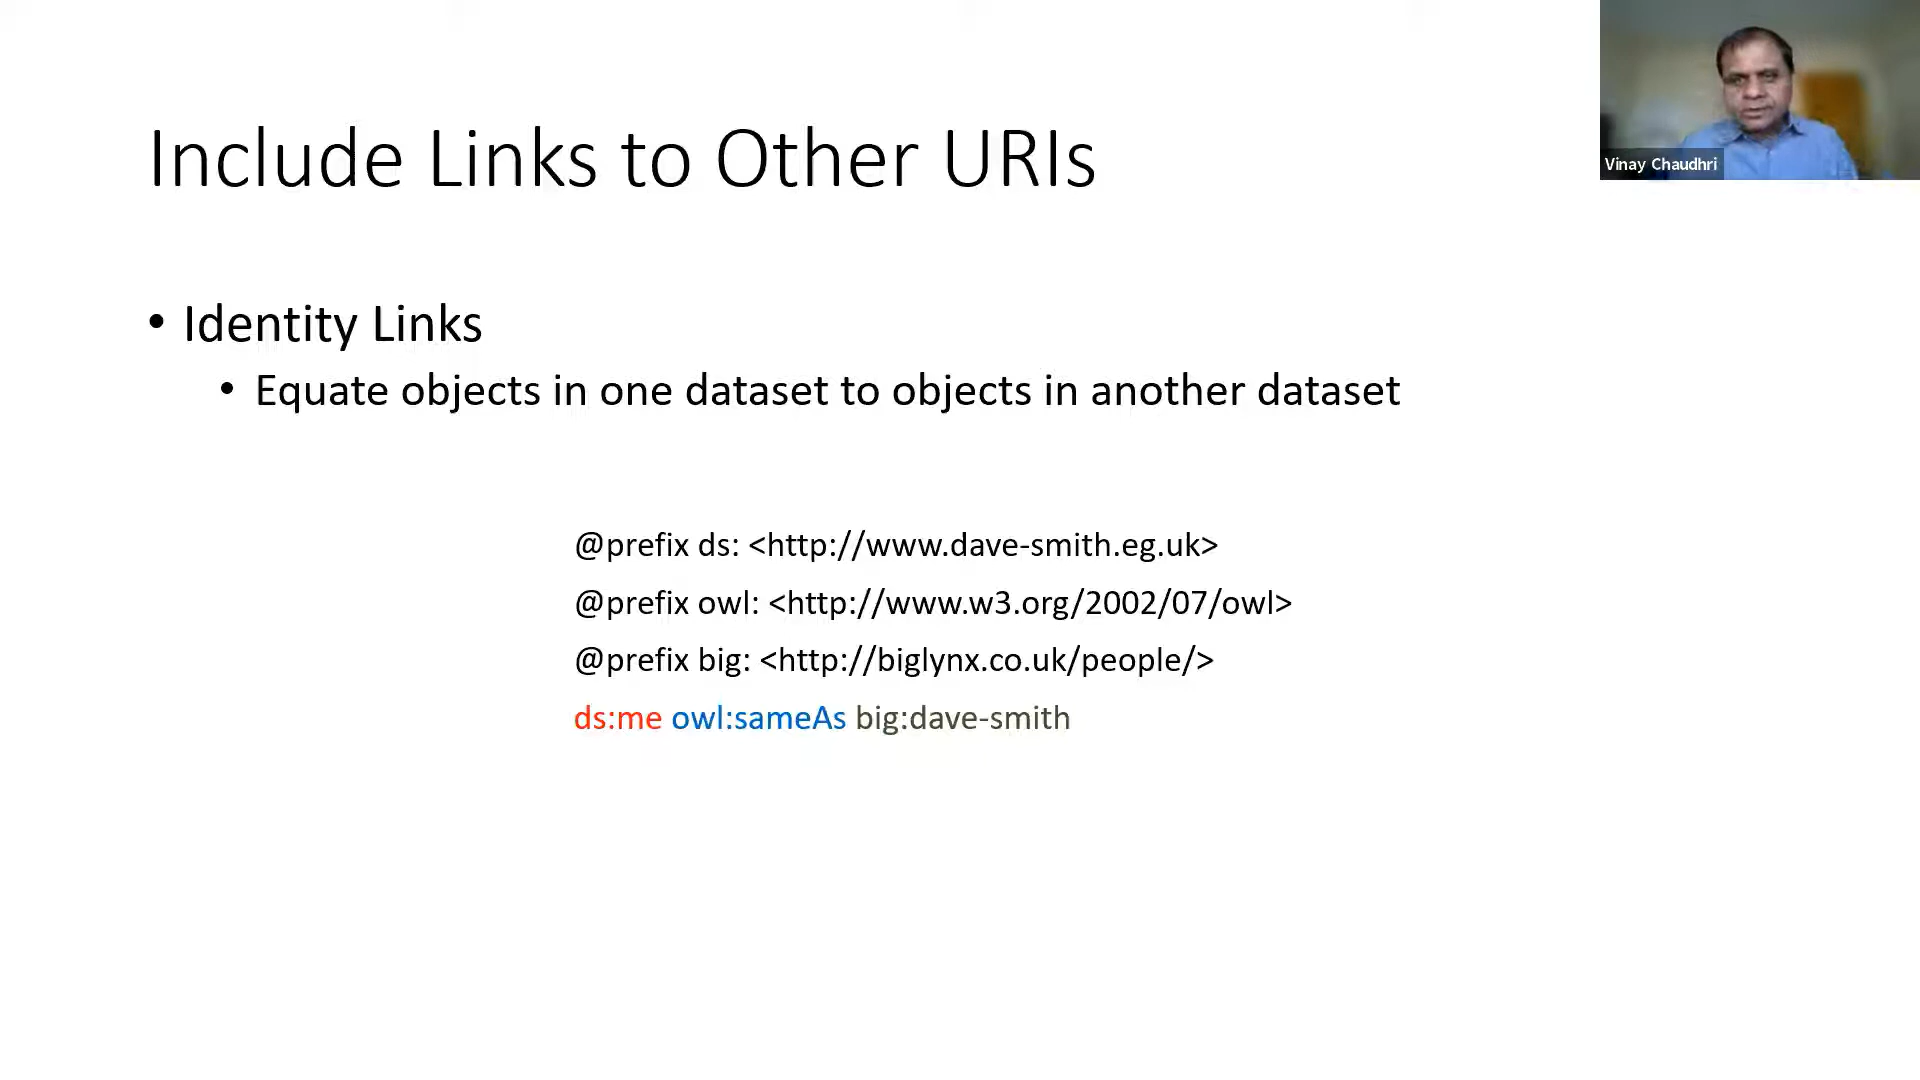 Include Links to Other URIs
Vinay Chaudhri
• Identity Links
• Equate objects in one dataset to objects in another dataset
@prefix ds: <http://www.dave-smith.eg.uk>
@prefix owl: <http://www.w3.org/2002/07/owl>
@prefix big: <http://biglynx.co.uk/people/>
ds:me owl:sameAs big:dave-smith